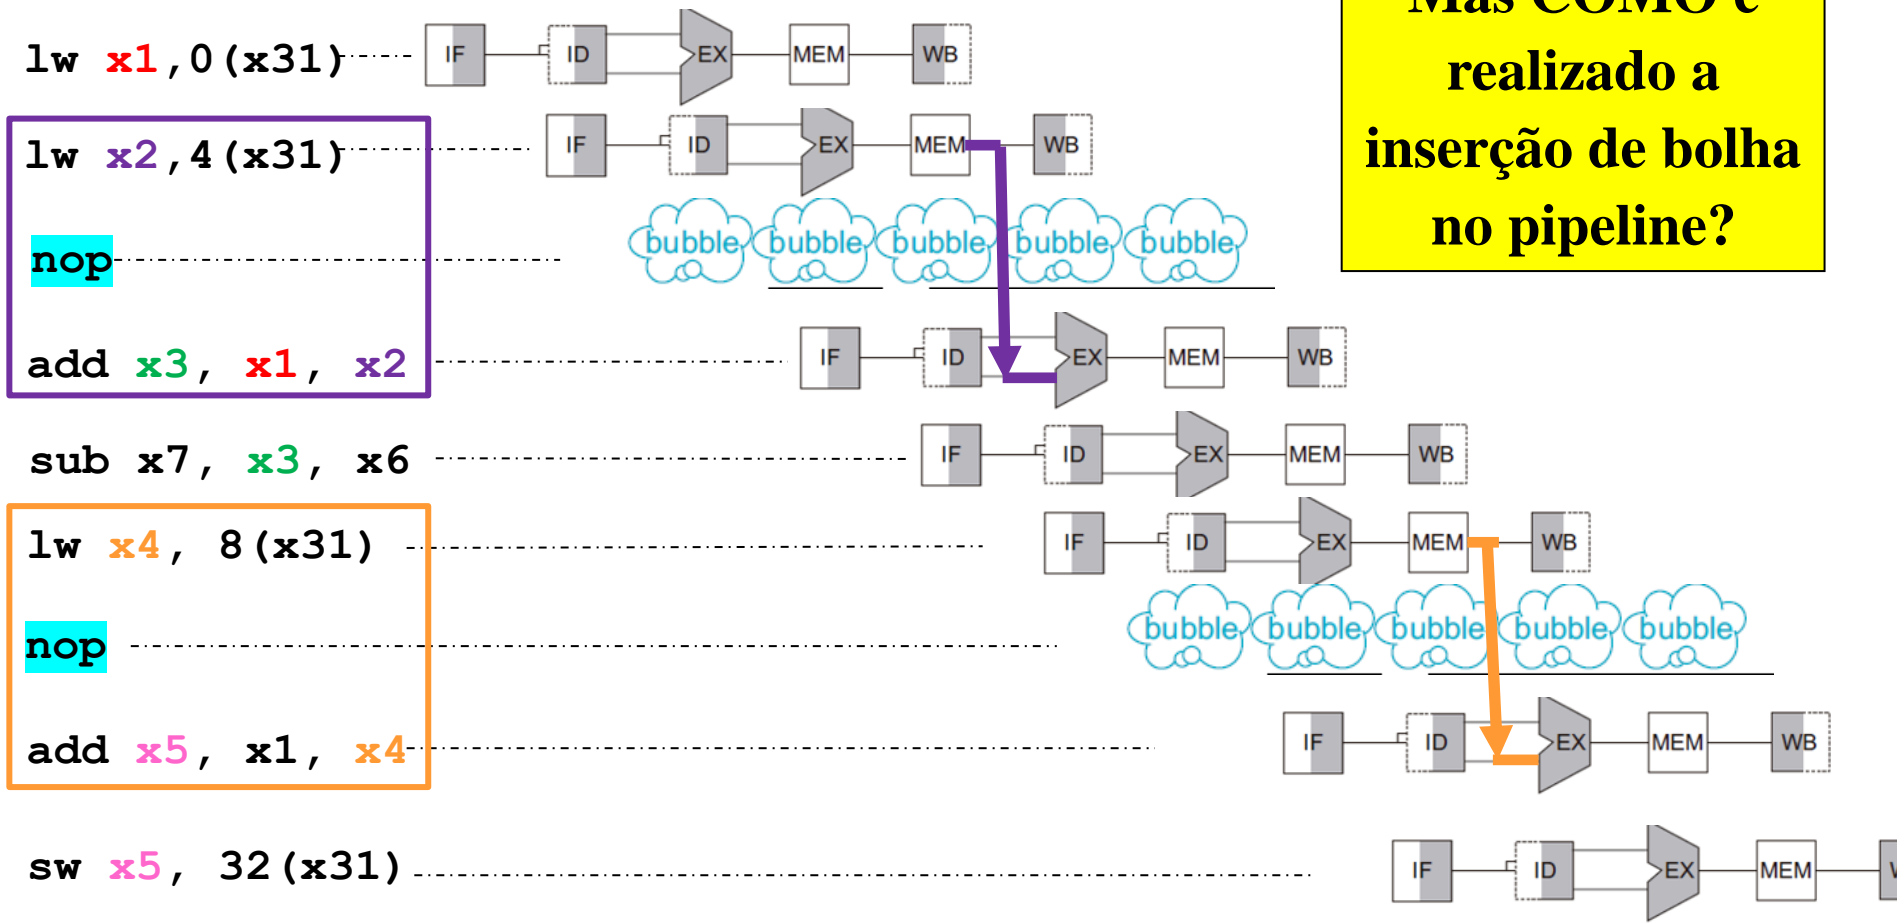 Mas COMO é
realizado a
inserção de bolha
no pipeline?
lw x1,0(x31) IF ID EX MEM WB
lw x2,4(x31) IF ID EX MEM WB
nop bubble bubble bubble bubble bubble
add x3, x1, x2 IF ID EX MEM WB
sub x7, x3, x6 IF ID EX MEM WB
lw x4, 8(x31) IF ID EX MEM WB
nop bubble bubble bubble bubble bubble
add x5, x1, x4 IF ID EX MEM WB
sw x5, 32(x31) IF ID EX MEM